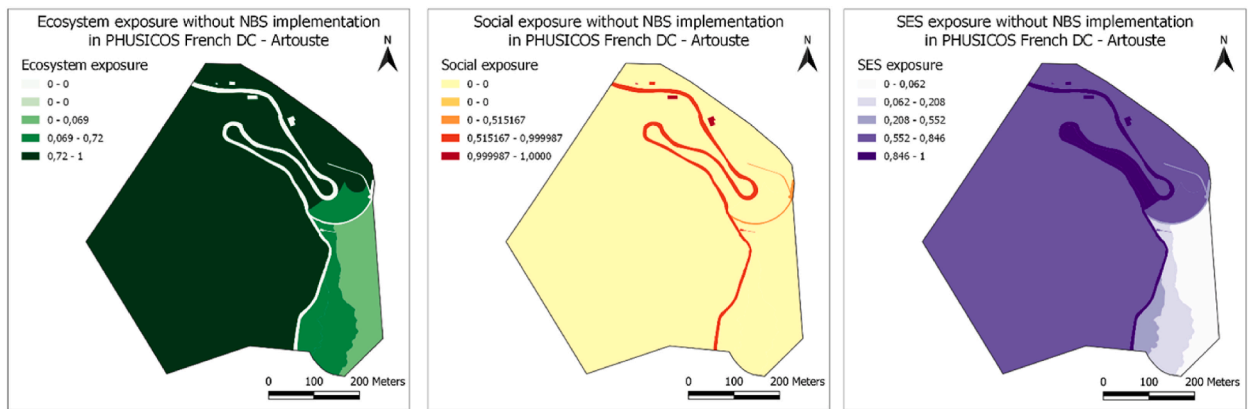 Ecosystem exposure without NBS implementation
in PHUSICOS French DC - Artouste
N
Ecosystem exposure
0 - 0
0 - 0
0 - 0,069
0,069 - 0,72
0,72 - 1
0 100 200 Meters
Social exposure without NBS implementation
in PHUSICOS French DC - Artouste
N
Social exposure
0 - 0
0 - 0
0 - 0,515167
0,515167 - 0,999987
0,999987 - 1,0000
0 100 200 Meters
SES exposure without NBS implementation
in PHUSICOS French DC - Artouste
N
SES exposure
0 - 0,062
0,062 - 0,208
0,208 - 0,552
0,552 - 0,846
0,846 - 1
0 100 200 Meters